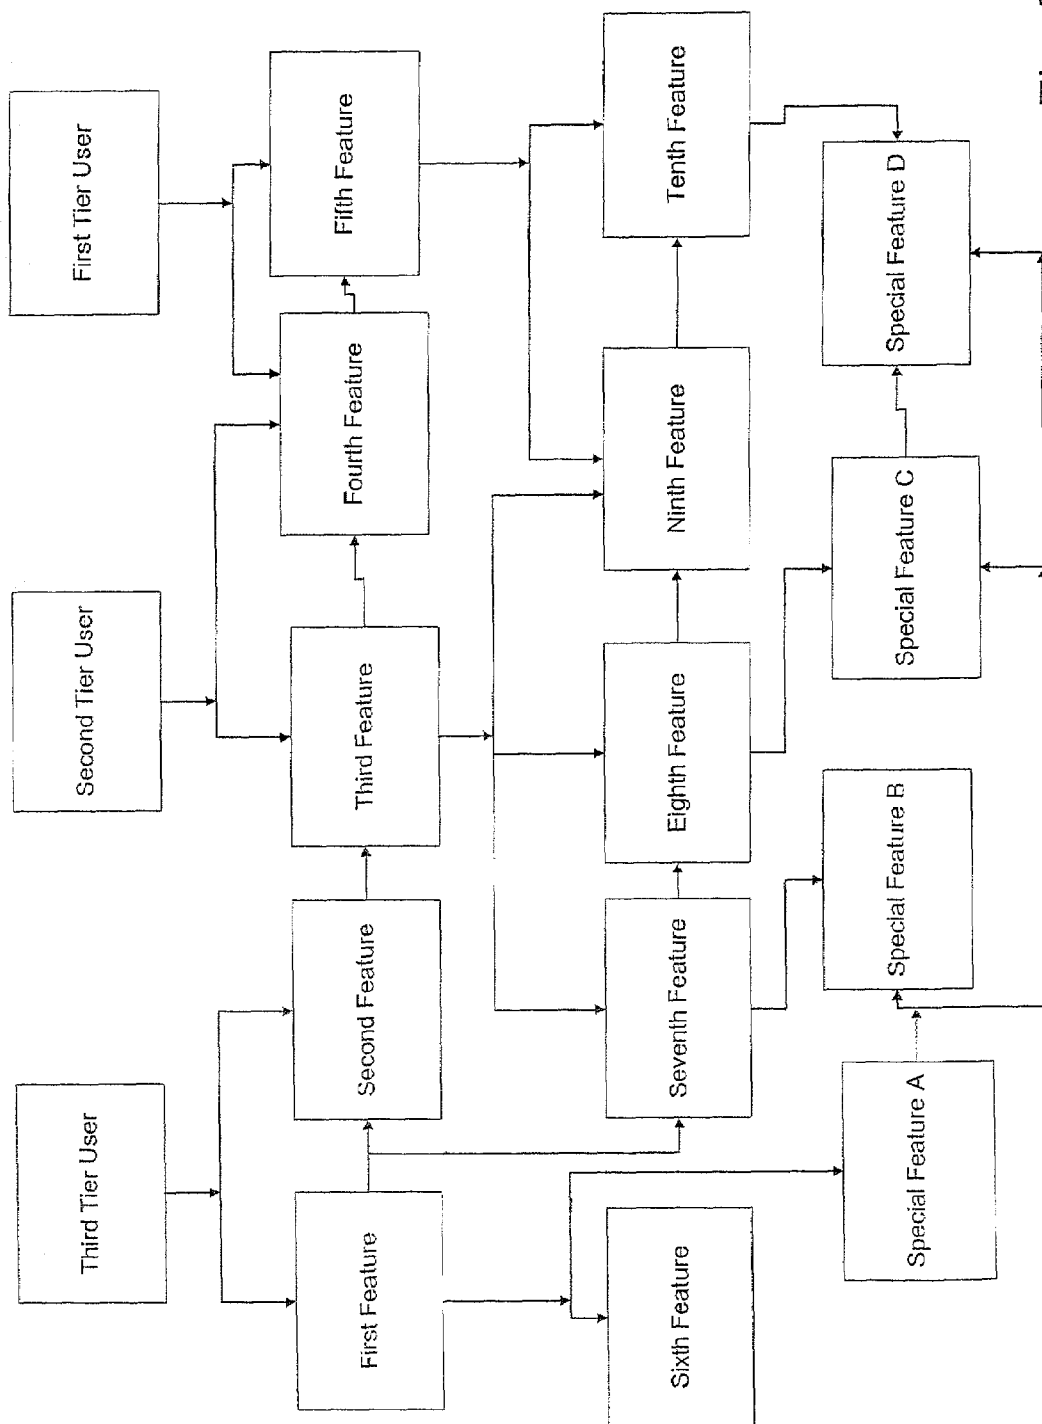 First Tier User
Second Tier User
Third Tier User
Fifth Feature
Fourth Feature
Third Feature
Second Feature
First Feature
Tenth Feature
Ninth Feature
Eighth Feature
Seventh Feature
Sixth Feature
Special Feature D
Special Feature C
Special Feature B
Special Feature A